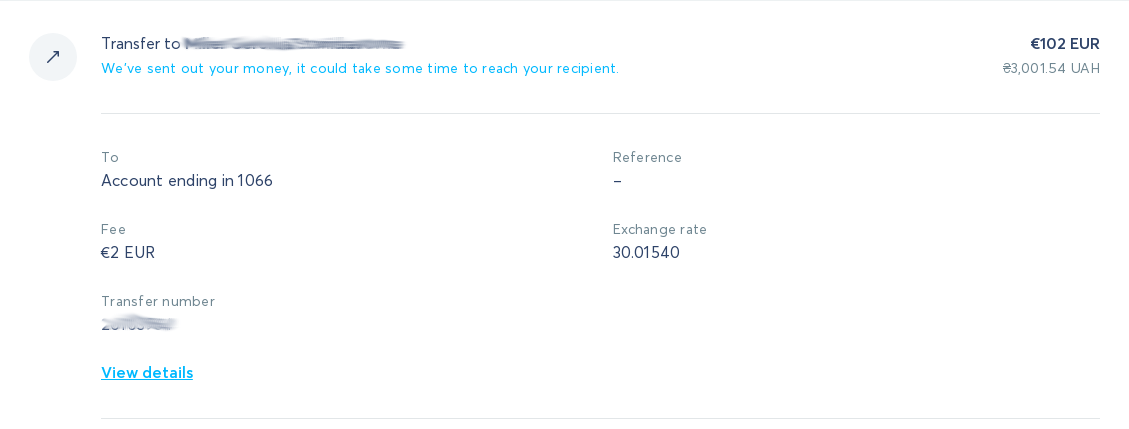 Transfer to
€102 EUR
We've sent out your money, it could take some time to reach your recipient.
₴3,001.54 UAH
To
Account ending in 1066
Reference
–
Fee
€2 EUR
Exchange rate
30.01540
Transfer number
View details